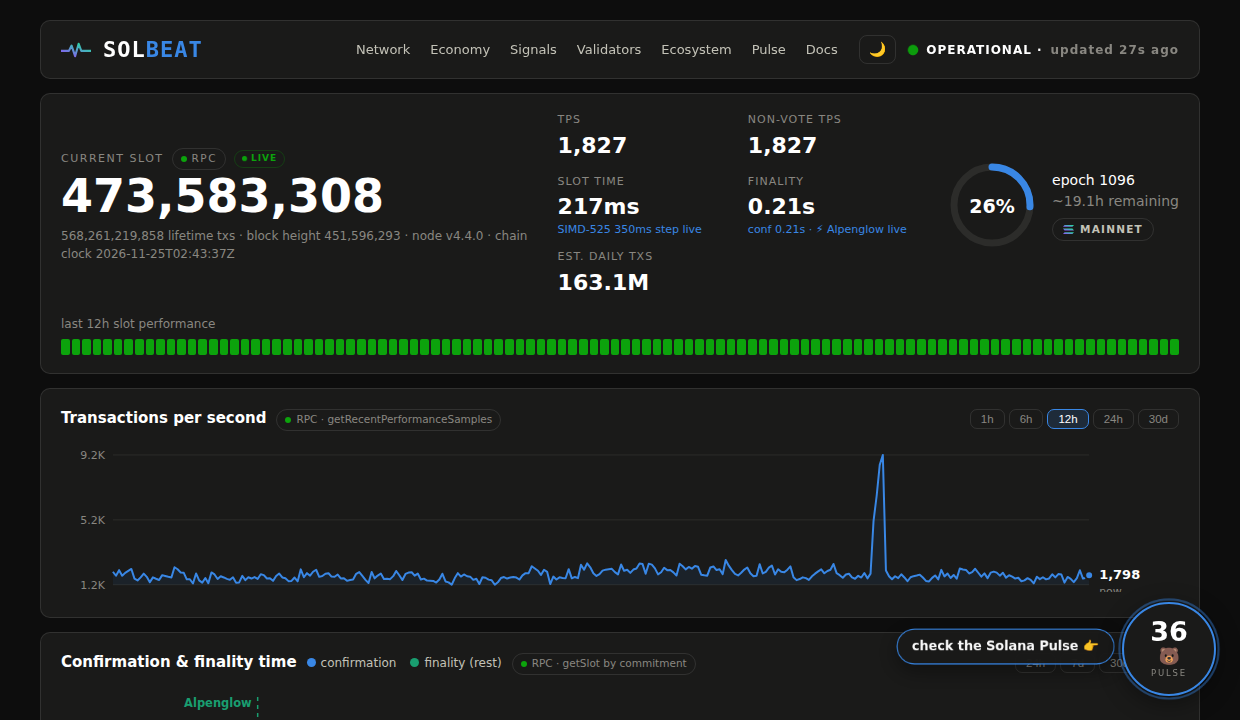 SOLBEAT
Network Economy Signals Validators Ecosystem Pulse Docs
OPERATIONAL · updated 27s ago
CURRENT SLOT RPC LIVE
473,583,308
568,261,219,858 lifetime txs · block height 451,596,293 · node v4.4.0 · chain
clock 2026-11-25T02:43:37Z
TPS
1,827
NON-VOTE TPS
1,827
SLOT TIME
217ms
SIMD-525 350ms step live
FINALITY
0.21s
conf 0.21s · ⚡ Alpenglow live
EST. DAILY TXS
163.1M
26%
epoch 1096
~19.1h remaining
MAINNET
last 12h slot performance
Transactions per second RPC · getRecentPerformanceSamples
1h 6h 12h 24h 30d
9.2K
5.2K
1.2K
1,798
now
check the Solana Pulse 👉
36
🐻
PULSE
Confirmation & finality time confirmation finality (rest) RPC · getSlot by commitment
Alpenglow